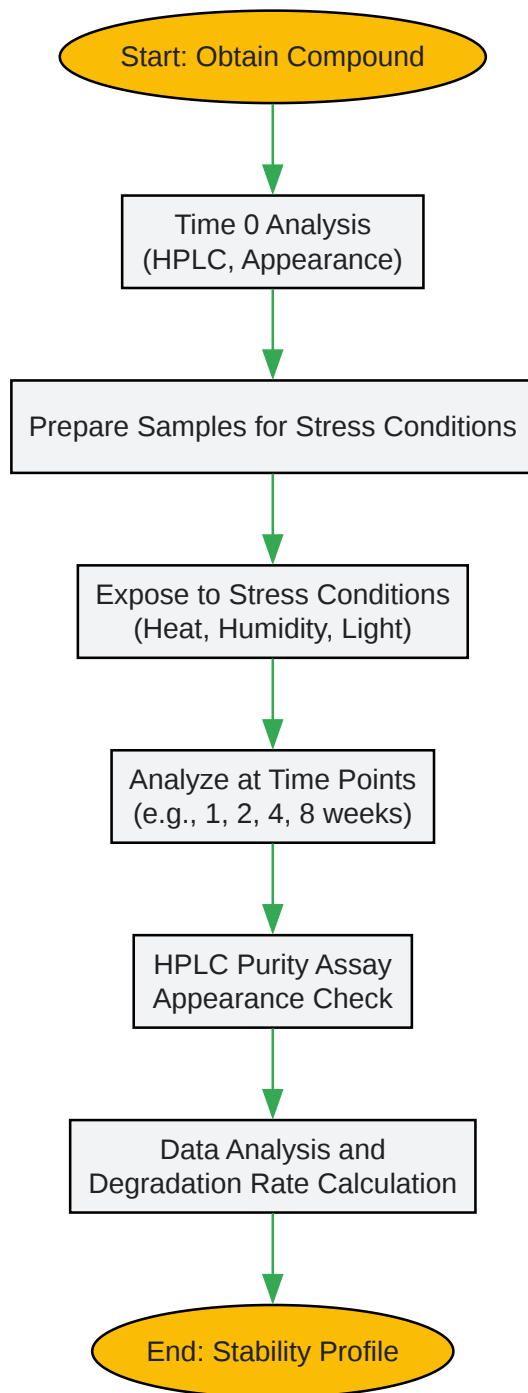 Start: Obtain Compound
Time 0 Analysis
(HPLC, Appearance)
Prepare Samples for Stress Conditions
Expose to Stress Conditions
(Heat, Humidity, Light)
Analyze at Time Points
(e.g., 1, 2, 4, 8 weeks)
HPLC Purity Assay
Appearance Check
Data Analysis and
Degradation Rate Calculation
End: Stability Profile